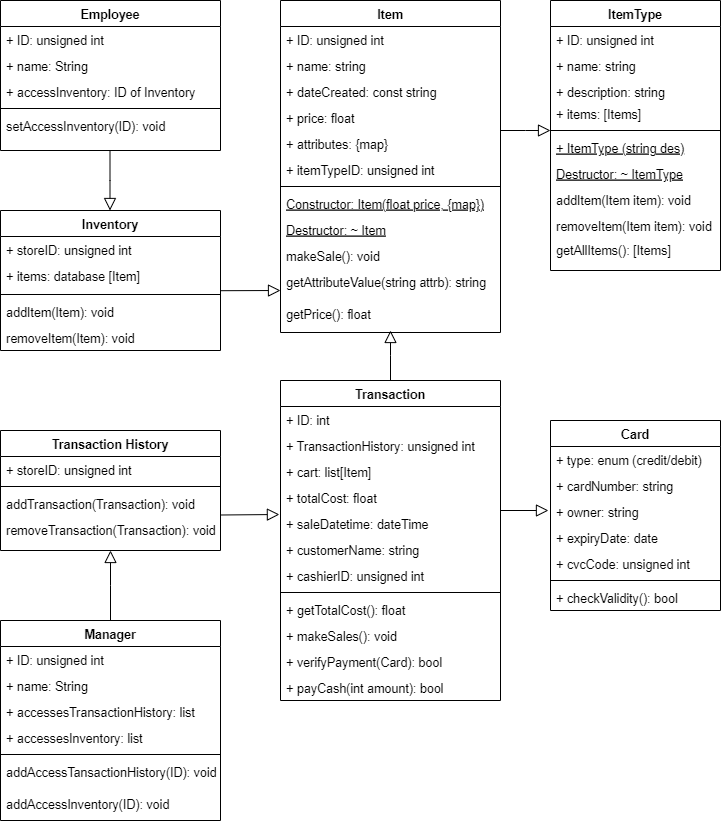 Employee
+ ID: unsigned int
+ name: String
+ accessInventory: ID of Inventory
setAccessInventory(ID): void
Item
+ ID: unsigned int
+ name: string
+ dateCreated: const string
+ price: float
+ attributes: {map}
+ itemTypeID: unsigned int
Constructor: Item(float price, {map})
Destructor: ~ Item
makeSale(): void
getAttributeValue(string attrb): string
getPrice(): float
ItemType
+ ID: unsigned int
+ name: string
+ description: string
+ items: [Items]
+ ItemType (string des)
Destructor: ~ ItemType
addItem(Item item): void
removeItem(Item item): void
getAllItems(): [Items]
Inventory
+ storeID: unsigned int
+ items: database [Item]
addItem(Item): void
removeItem(Item): void
Transaction
+ ID: int
+ TransactionHistory: unsigned int
+ cart: list[Item]
+ totalCost: float
+ saleDatetime: dateTime
+ customerName: string
+ cashierID: unsigned int
+ getTotalCost(): float
+ makeSales(): void
+ verifyPayment(Card): bool
+ payCash(int amount): bool
Card
+ type: enum (credit/debit)
+ cardNumber: string
+ owner: string
+ expiryDate: date
+ cvcCode: unsigned int
+ checkValidity(): bool
Transaction History
+ storeID: unsigned int
addTransaction(Transaction): void
removeTransaction(Transaction): void
Manager
+ ID: unsigned int
+ name: String
+ accessesTransactionHistory: list
+ accessesInventory: list
addAccessTansactionHistory(ID): void
addAccessInventory(ID): void